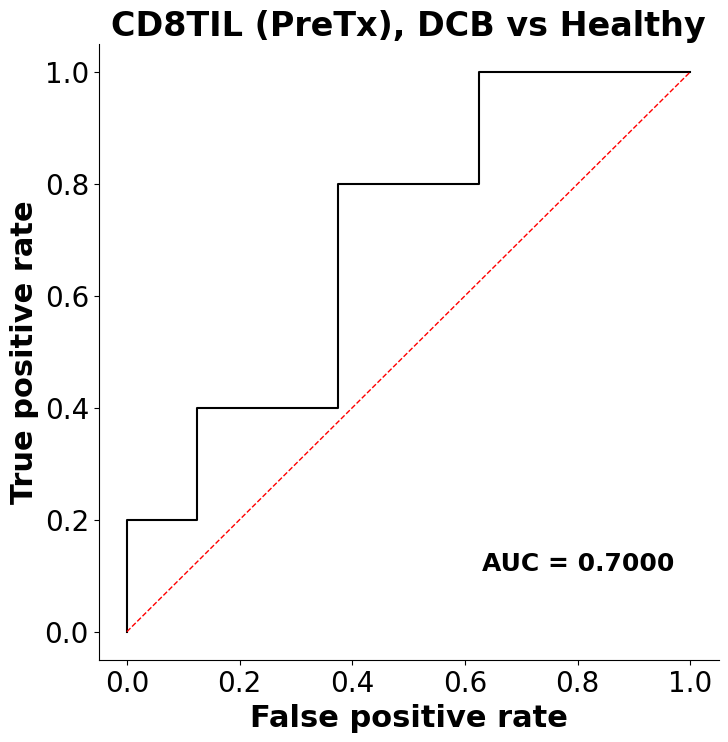 CD8TIL (PreTx), DCB vs Healthy
True positive rate
1.0
0.8
0.6
0.4
0.2
0.0
AUC = 0.7000
0.0 0.2 0.4 0.6 0.8 1.0
False positive rate